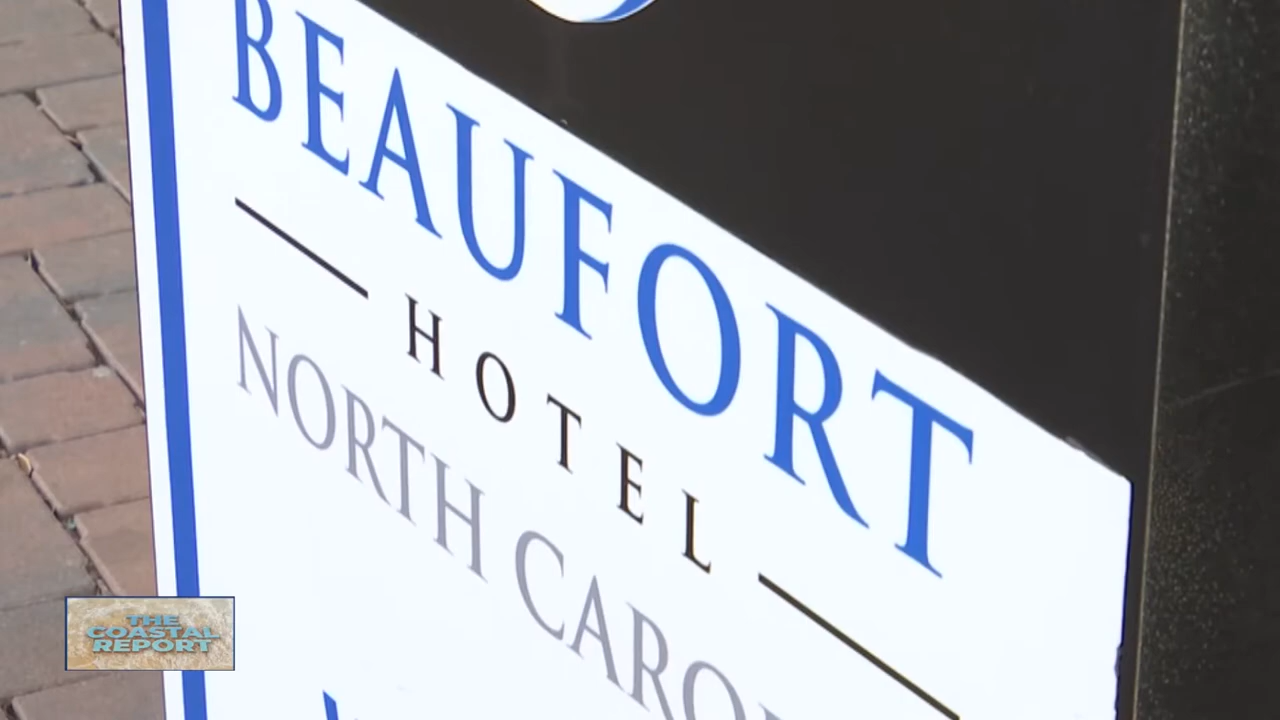 BEAUFORT
HOTEL
NORTH CARO
THE
COASTAL
REPORT